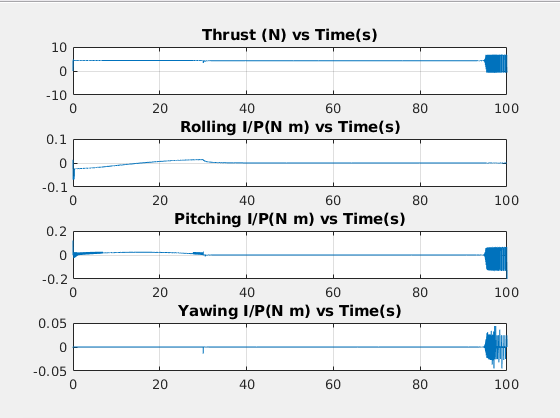 Thrust (N) vs Time(s)
10
0
-10
0 20 40 60 80 100
Rolling I/P(N m) vs Time(s)
0.1
0
-0.1
0 20 40 60 80 100
Pitching I/P(N m) vs Time(s)
0.2
0
-0.2
0 20 40 60 80 100
Yawing I/P(N m) vs Time(s)
0.05
0
-0.05
0 20 40 60 80 100